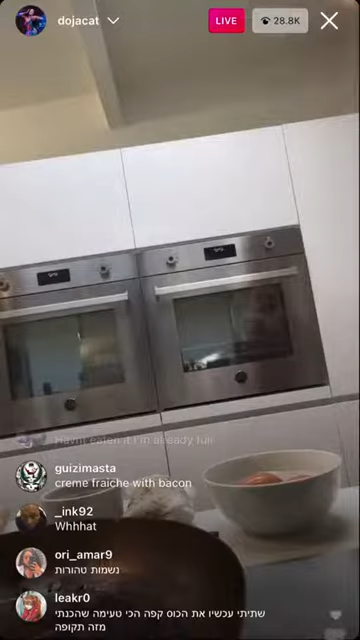 dojacat
LIVE
28.8K
Havnt eaten it I'm already full
guizimasta
creme fraiche with bacon
_ink92
Whhhat
ori_amar9
נשמות טהורות
leakr0
שתיתי עכשיו את הכוס קפה הכי טעימה שהכנתי
מזה תקופה